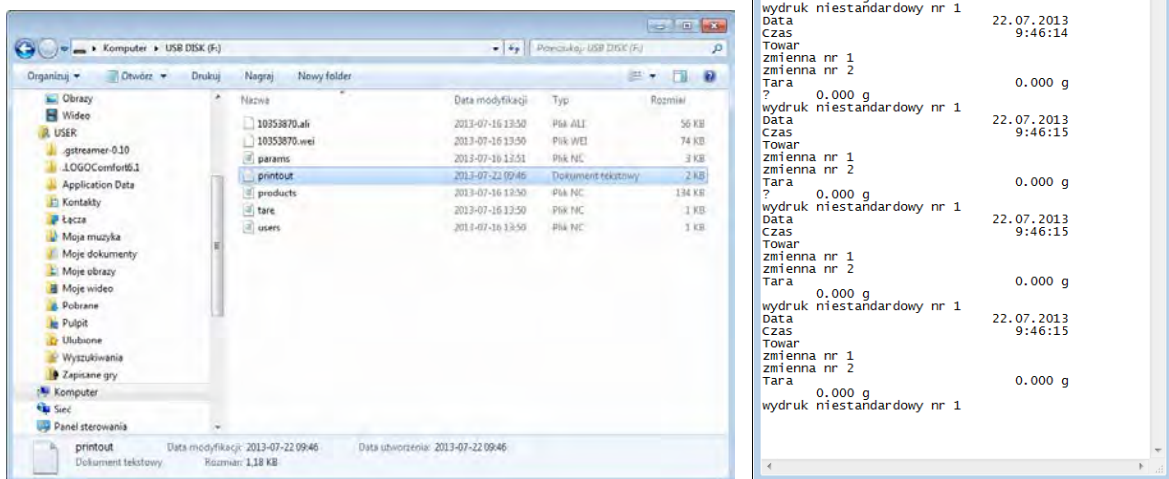 Komputer ▸ USB DISK (F:)
Przeszukaj: USB DISK (F:)
Organizuj Otwórz Drukuj Nagraj Nowy folder
Obrazy
Wideo
USER
.gstreamer-0.10
.LOGOComfort6.1
Application Data
Kontakty
Łącza
Moja muzyka
Moje dokumenty
Moje obrazy
Moje wideo
Pobrane
Pulpit
Ulubione
Wyszukiwania
Zapisane gry
Komputer
Sieć
Panel sterowania
Nazwa Data modyfikacji Typ Rozmiar
10353870.ali 2013-07-16 13:50 Plik ALI 56 KB
10353870.wei 2013-07-16 13:50 Plik WEI 74 KB
params 2013-07-16 13:51 Plik NC 3 KB
printout 2013-07-22 09:46 Dokument tekstowy 2 KB
products 2013-07-16 13:50 Plik NC 134 KB
tare 2013-07-16 13:50 Plik NC 1 KB
users 2013-07-16 13:50 Plik NC 1 KB
printout Data modyfikacji: 2013-07-22 09:46 Data utworzenia: 2013-07-22 09:46
Dokument tekstowy Rozmiar: 1,18 KB
wydruk niestandardowy nr 1
Data 22.07.2013
Czas 9:46:14
Towar
zmienna nr 1
zmienna nr 2
Tara 0.000 g
? 0.000 g
wydruk niestandardowy nr 1
Data 22.07.2013
Czas 9:46:15
Towar
zmienna nr 1
zmienna nr 2
Tara 0.000 g
? 0.000 g
wydruk niestandardowy nr 1
Data 22.07.2013
Czas 9:46:15
Towar
zmienna nr 1
zmienna nr 2
Tara 0.000 g
0.000 g
wydruk niestandardowy nr 1
Data 22.07.2013
Czas 9:46:15
Towar
zmienna nr 1
zmienna nr 2
Tara 0.000 g
0.000 g
wydruk niestandardowy nr 1